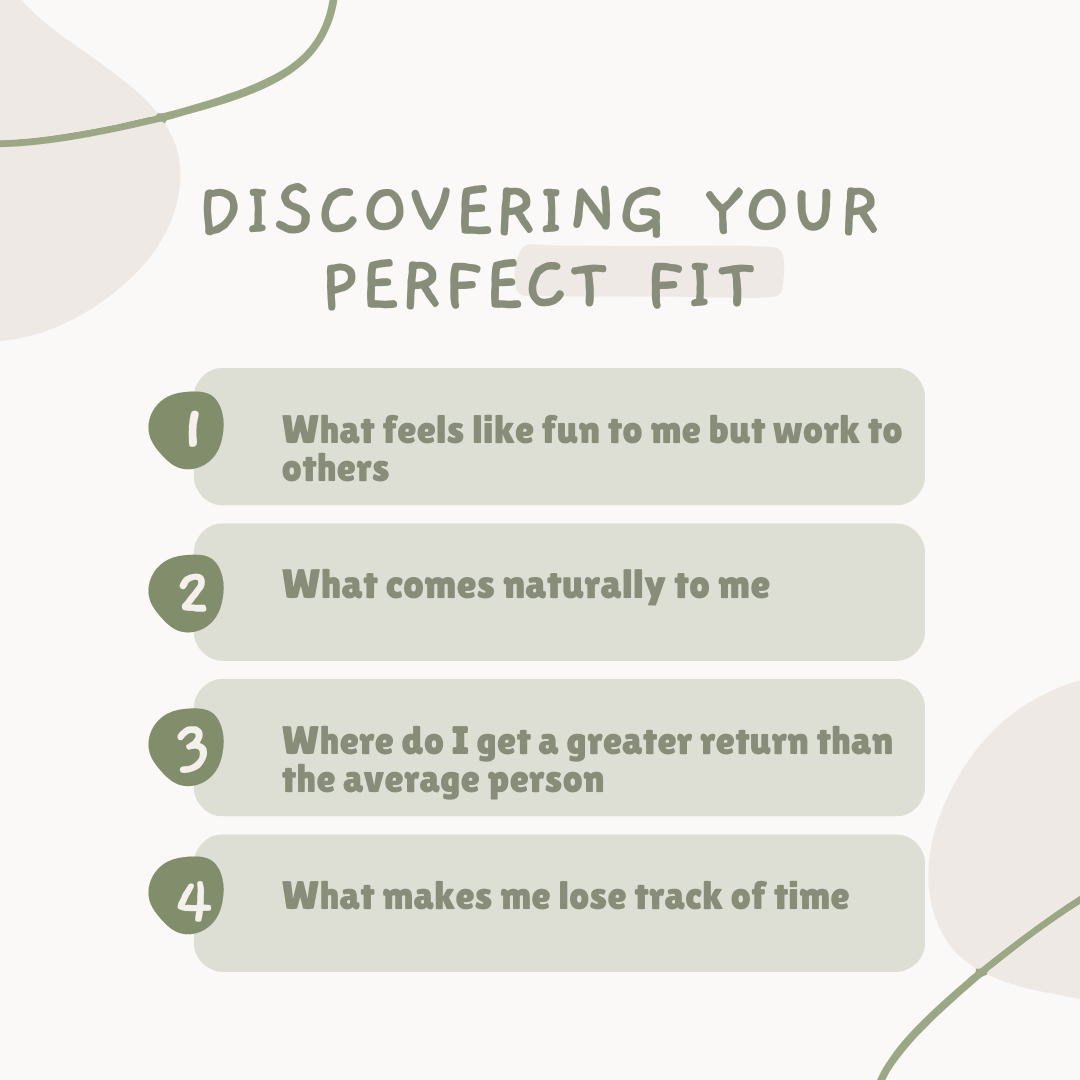 DISCOVERING YOUR
PERFECT FIT
1
What feels like fun to me but work to
others
2
What comes naturally to me
3
Where do I get a greater return than
the average person
4
What makes me lose track of time